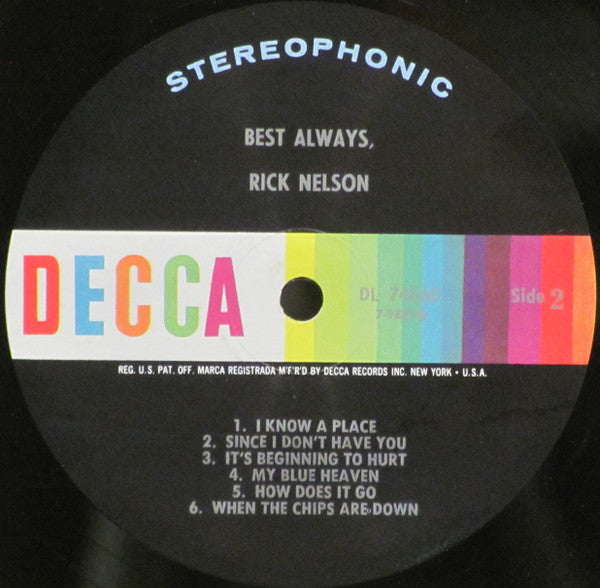 STEREOPHONIC
BEST ALWAYS,
RICK NELSON
DECCA
DL
Side 2
REG. U.S. PAT. OFF. MARCA REGISTRADA M'F'R'D BY DECCA RECORDS INC. NEW YORK • U.S.A.
1. I KNOW A PLACE
2. SINCE I DON'T HAVE YOU
3. IT'S BEGINNING TO HURT
4. MY BLUE HEAVEN
5. HOW DOES IT GO
6. WHEN THE CHIPS ARE DOWN